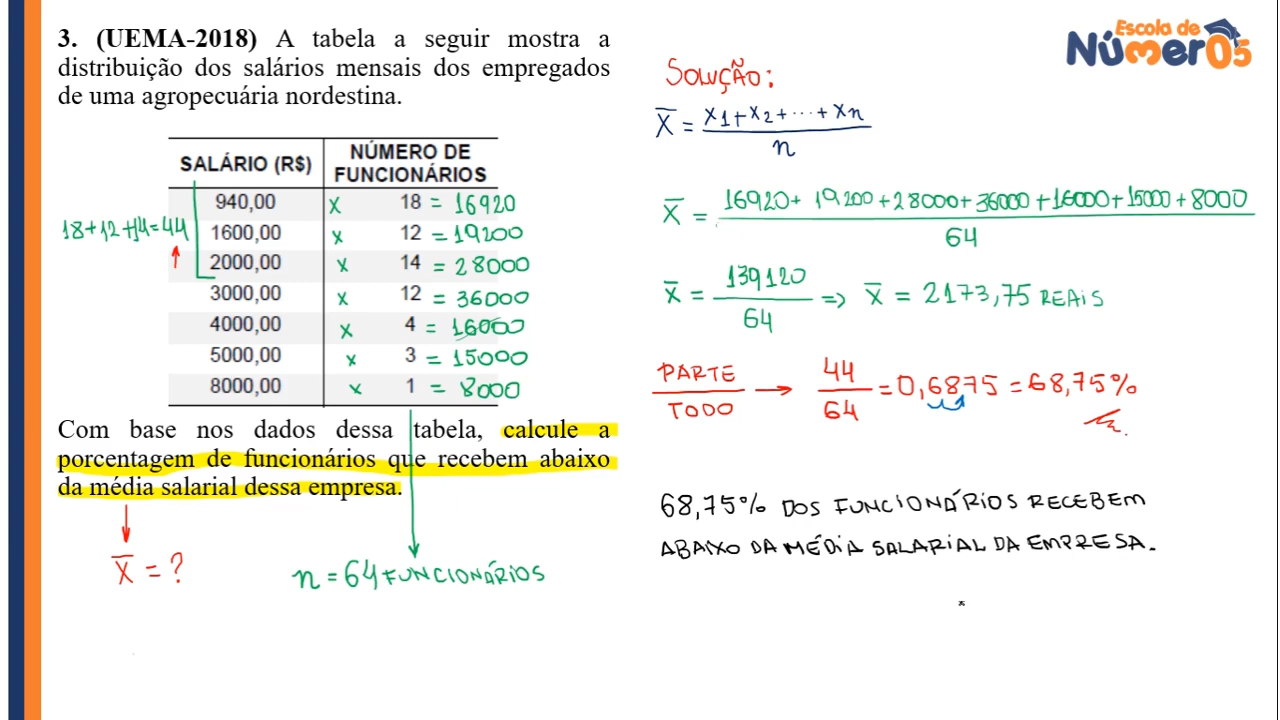 3. (UEMA-2018) A tabela a seguir mostra a
distribuição dos salários mensais dos empregados
de uma agropecuária nordestina.
SALÁRIO (R$) NÚMERO DE
FUNCIONÁRIOS
940,00 x 18 = 16920
1600,00 x 12 = 19200
2000,00 x 14 = 28000
3000,00 x 12 = 36000
4000,00 x 4 = 16000
5000,00 x 3 = 15000
8000,00 x 1 = 8000
18+12+14=44
Com base nos dados dessa tabela, calcule a
porcentagem de funcionários que recebem abaixo
da média salarial dessa empresa.
X̄ = ?
n = 64 FUNCIONÁRIOS
Escola de
Número5
SOLUÇÃO:
X̄ = x1+x2+...+xn
n
X̄ = 16920+19200+28000+36000+16000+15000+8000
64
X̄ = 139120 => X̄ = 2173,75 REAIS
64
PARTE → 44 = 0,6875 = 68,75%
TODO 64
68,75% DOS FUNCIONÁRIOS RECEBEM
ABAIXO DA MÉDIA SALARIAL DA EMPRESA.